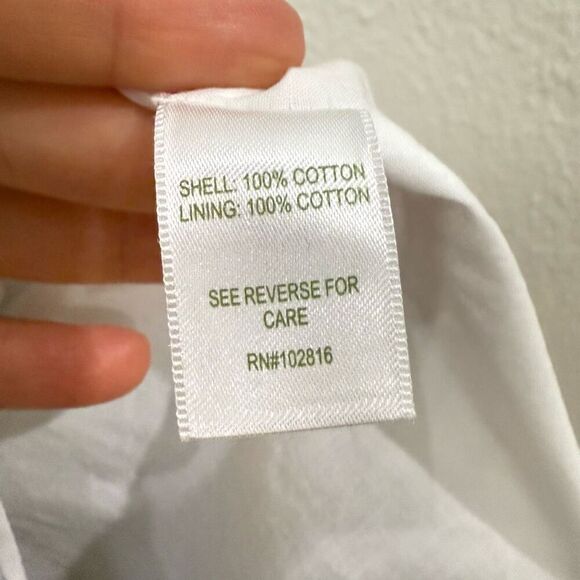 SHELL: 100% COTTON
LINING: 100% COTTON
SEE REVERSE FOR
CARE
RN#102816